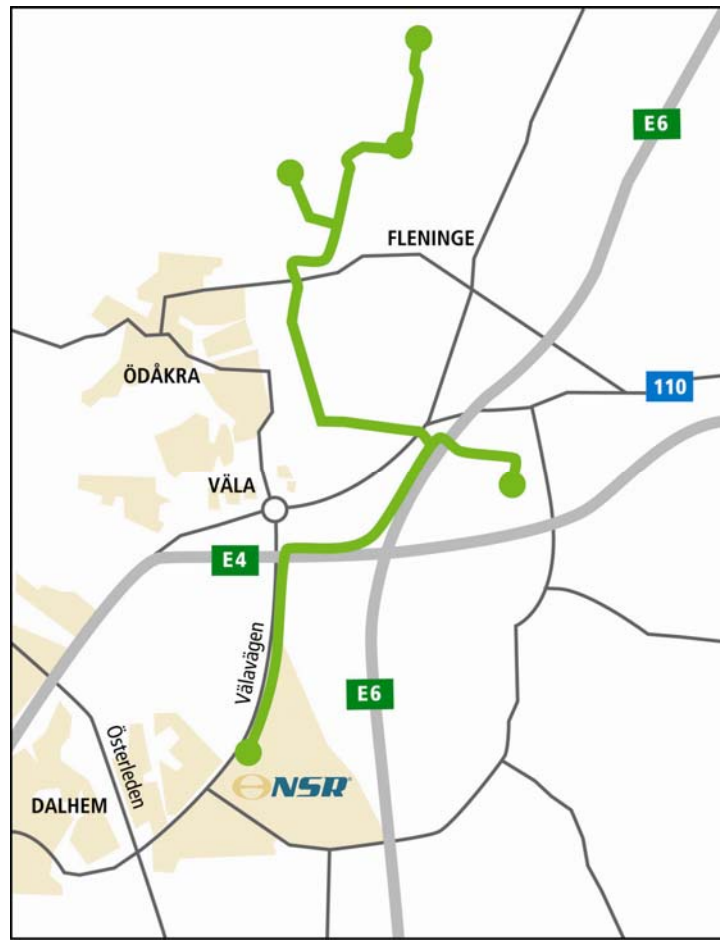 E6
FLENINGE
ÖDÅKRA
110
VÄLA
E4
Välavägen
E6
Österleden
NSR
DALHEM